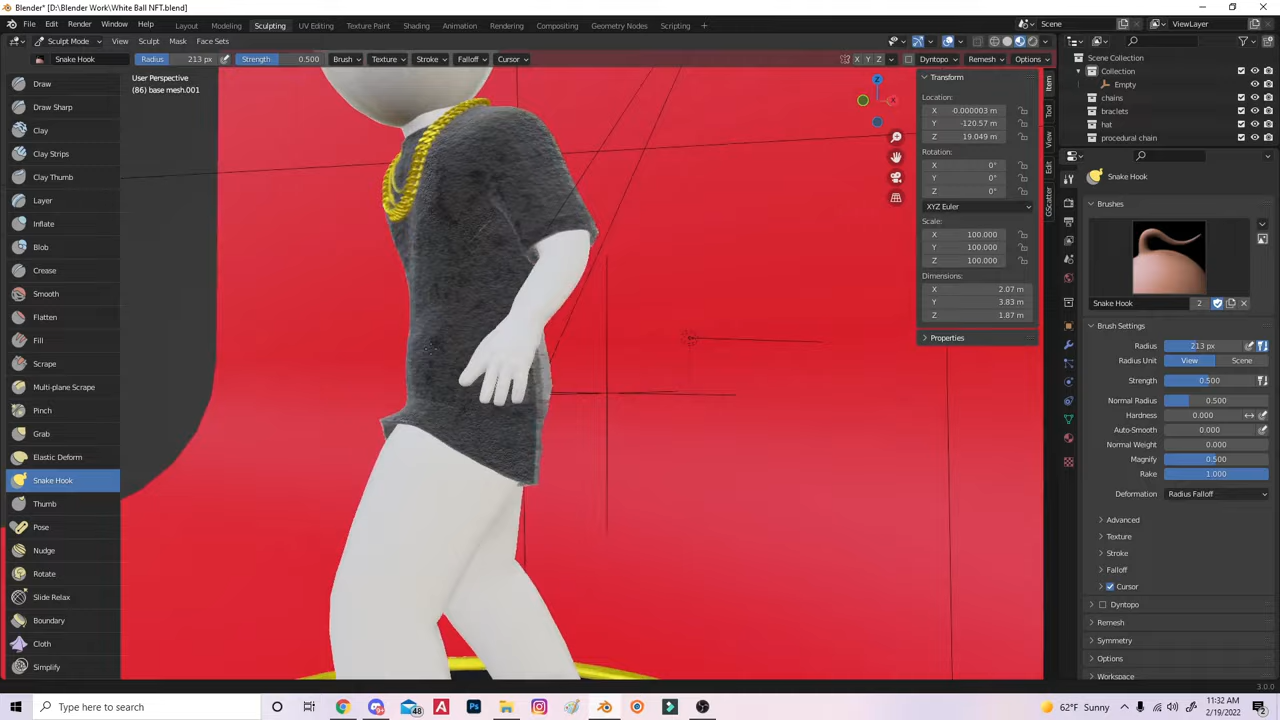 Blender* [D:\Blender Work\White Ball NFT.blend]
File Edit Render Window Help Layout Modeling Sculpting UV Editing Texture Paint Shading Animation Rendering Compositing Geometry Nodes Scripting + Scene ViewLayer
Sculpt Mode View Sculpt Mask Face Sets
Snake Hook Radius 213 px Strength 0.500 Brush Texture Stroke Falloff Cursor X Y Z Dyntopo Remesh Options
User Perspective
(86) base mesh.001
Draw
Draw Sharp
Clay
Clay Strips
Clay Thumb
Layer
Inflate
Blob
Crease
Smooth
Flatten
Fill
Scrape
Multi-plane Scrape
Pinch
Grab
Elastic Deform
Snake Hook
Thumb
Pose
Nudge
Rotate
Slide Relax
Boundary
Cloth
Simplify
Z
Transform
Location:
X -0.000003 m
Y -120.57 m
Z 19.049 m
Rotation:
X 0°
Y 0°
Z 0°
XYZ Euler
Scale:
X 100.000
Y 100.000
Z 100.000
Dimensions:
X 2.07 m
Y 3.83 m
Z 1.87 m
Properties
Item
Tool
View
Edit
GScatter
Scene Collection
Collection
Empty
chains
braclets
hat
procedural chain
Snake Hook
Brushes
Snake Hook 2
Brush Settings
Radius 213 px
Radius Unit View Scene
Strength 0.500
Normal Radius 0.500
Hardness 0.000
Auto-Smooth 0.000
Normal Weight 0.000
Magnify 0.500
Rake 1.000
Deformation Radius Falloff
Advanced
Texture
Stroke
Falloff
Cursor
Dyntopo
Remesh
Symmetry
Options
Workspace
3.0.0
Type here to search
48
62°F Sunny
11:32 AM
2/19/2022
2